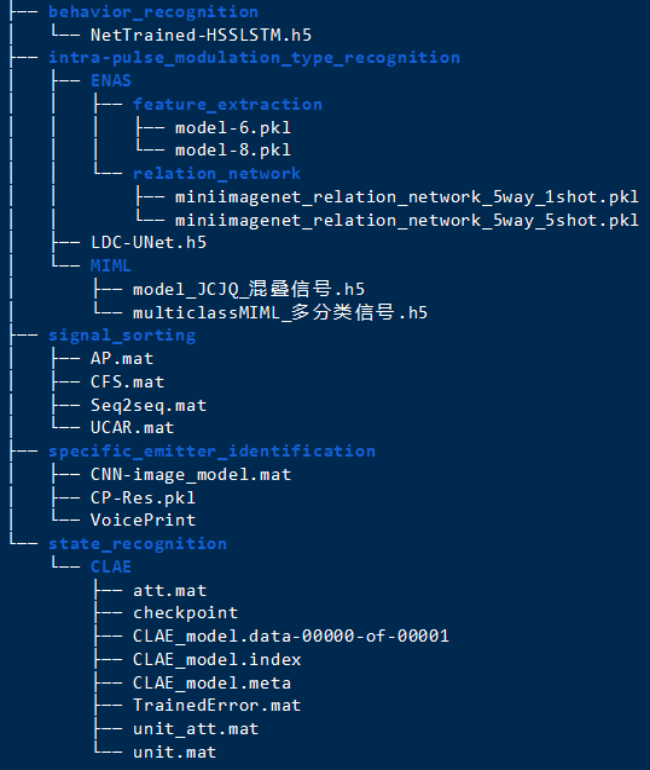 ├── behavior_recognition
│   └── NetTrained-HSSLSTM.h5
├── intra-pulse_modulation_type_recognition
│   ├── ENAS
│   │   ├── feature_extraction
│   │   │   ├── model-6.pkl
│   │   │   └── model-8.pkl
│   │   └── relation_network
│   │       ├── miniimagenet_relation_network_5way_1shot.pkl
│   │       └── miniimagenet_relation_network_5way_5shot.pkl
│   ├── LDC-UNet.h5
│   └── MIML
│       ├── model_JCJQ_混叠信号.h5
│       └── multiclassMIML_多分类信号.h5
├── signal_sorting
│   ├── AP.mat
│   ├── CFS.mat
│   ├── Seq2seq.mat
│   └── UCAR.mat
├── specific_emitter_identification
│   ├── CNN-image_model.mat
│   ├── CP-Res.pkl
│   └── VoicePrint
└── state_recognition
    └── CLAE
        ├── att.mat
        ├── checkpoint
        ├── CLAE_model.data-00000-of-00001
        ├── CLAE_model.index
        ├── CLAE_model.meta
        ├── TrainedError.mat
        ├── unit_att.mat
        └── unit.mat